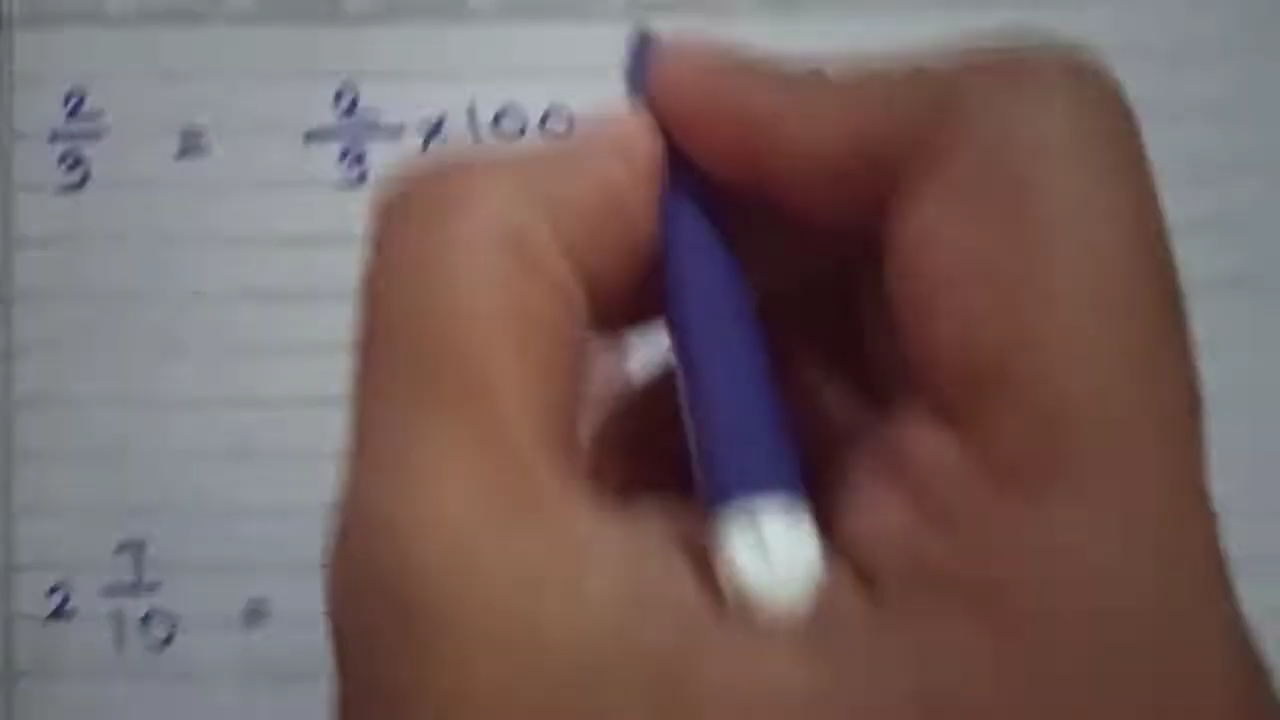 2/3 = 2/3 × 100
2 1/10 =